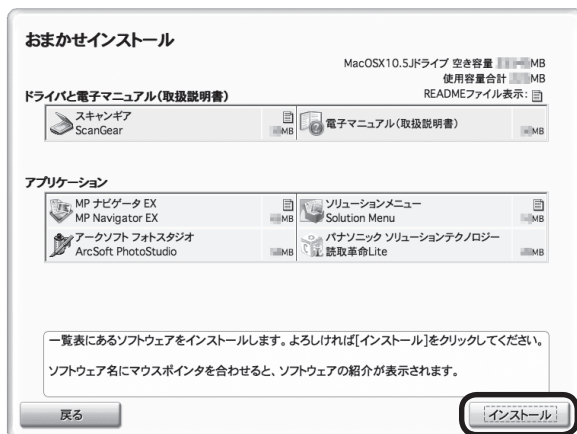 おまかせインストール
MacOSX10.5Jドライブ 空き容量 MB
使用容量合計 MB
ドライバと電子マニュアル(取扱説明書)
READMEファイル表示:
スキャンギア
ScanGear
MB
電子マニュアル(取扱説明書)
MB
アプリケーション
MP ナビゲータ EX
MP Navigator EX
MB
ソリューションメニュー
Solution Menu
MB
アークソフト フォトスタジオ
ArcSoft PhotoStudio
MB
パナソニック ソリューションテクノロジー
読取革命Lite
MB
一覧表にあるソフトウェアをインストールします。よろしければ[インストール]をクリックしてください。
ソフトウェア名にマウスポインタを合わせると、ソフトウェアの紹介が表示されます。
戻る
インストール